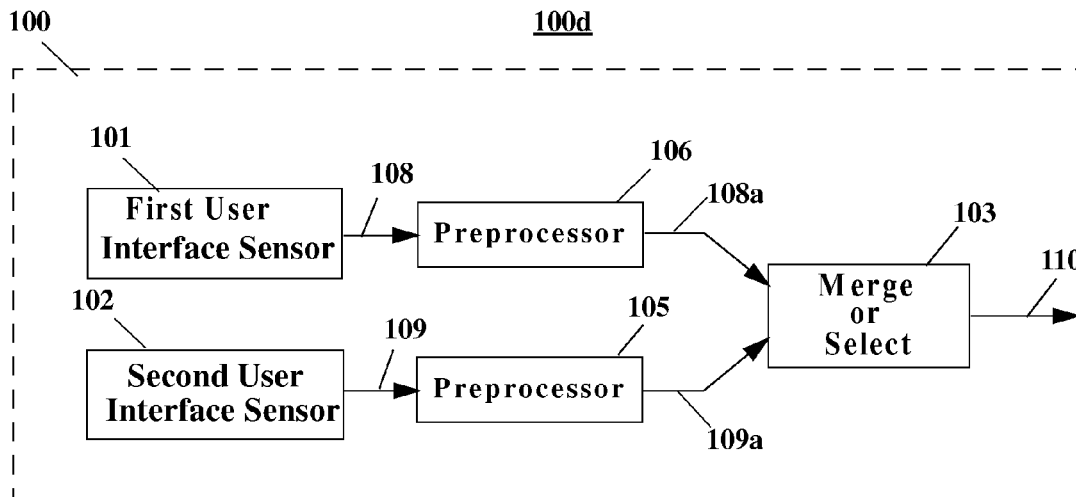 100
100d
101
First User
Interface Sensor
108
106
Preprocessor
108a
103
Merge
or
Select
110
102
Second User
Interface Sensor
109
105
Preprocessor
109a